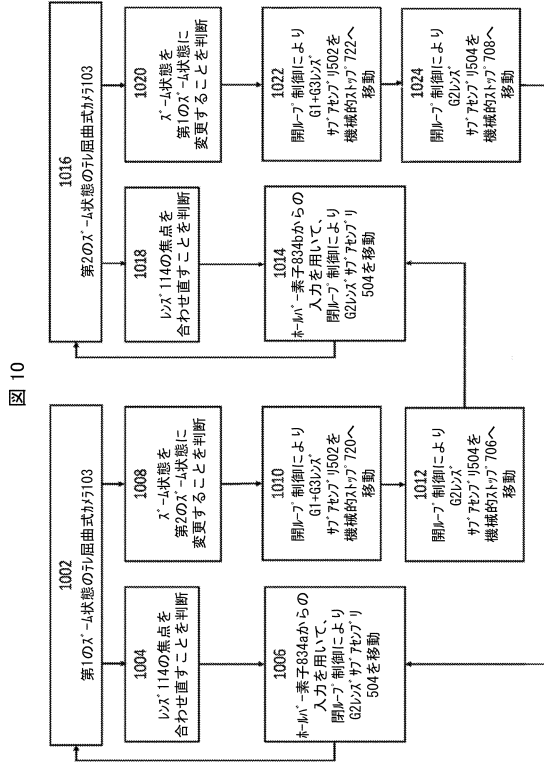 図 10
1002
第1のズーム状態のテレ屈曲式カメラ103
1004
レンズ114の焦点を
合わせ直すことを判断
1006
ホールバー素子834aからの
入力を用いて、
閉ループ制御により
G2レンズサブアセンブリ
504を移動
1008
ズーム状態を
第2のズーム状態に
変更することを判断
1010
開ループ制御により
G1+G3レンズ
サブアセンブリ502を
機械的ストップ720へ
移動
1012
開ループ制御により
G2レンズ
サブアセンブリ504を
機械的ストップ706へ
移動
1016
第2のズーム状態のテレ屈曲式カメラ103
1018
レンズ114の焦点を
合わせ直すことを判断
1014
ホールバー素子834bからの
入力を用いて、
閉ループ制御により
G2レンズサブアセンブリ
504を移動
1020
ズーム状態を
第1のズーム状態に
変更することを判断
1022
開ループ制御により
G1+G3レンズ
サブアセンブリ502を
機械的ストップ722へ
移動
1024
開ループ制御により
G2レンズ
サブアセンブリ504を
機械的ストップ708へ
移動